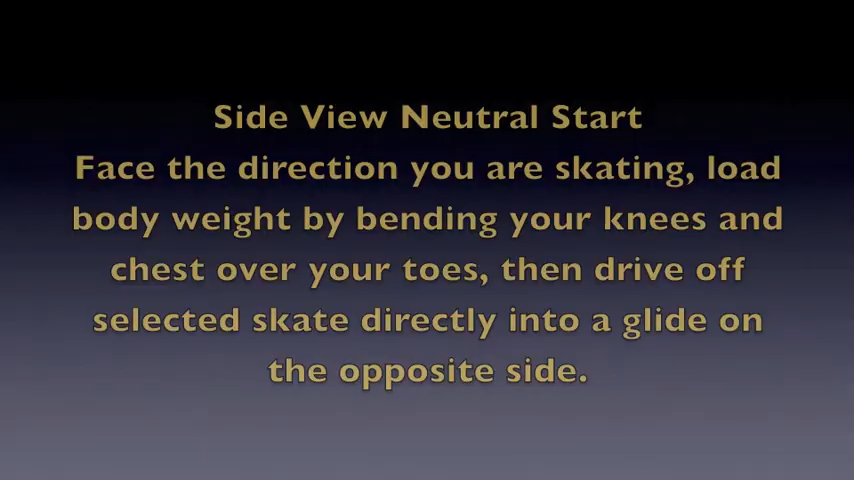 Side View Neutral Start
Face the direction you are skating, load
body weight by bending your knees and
chest over your toes, then drive off
selected skate directly into a glide on
the opposite side.